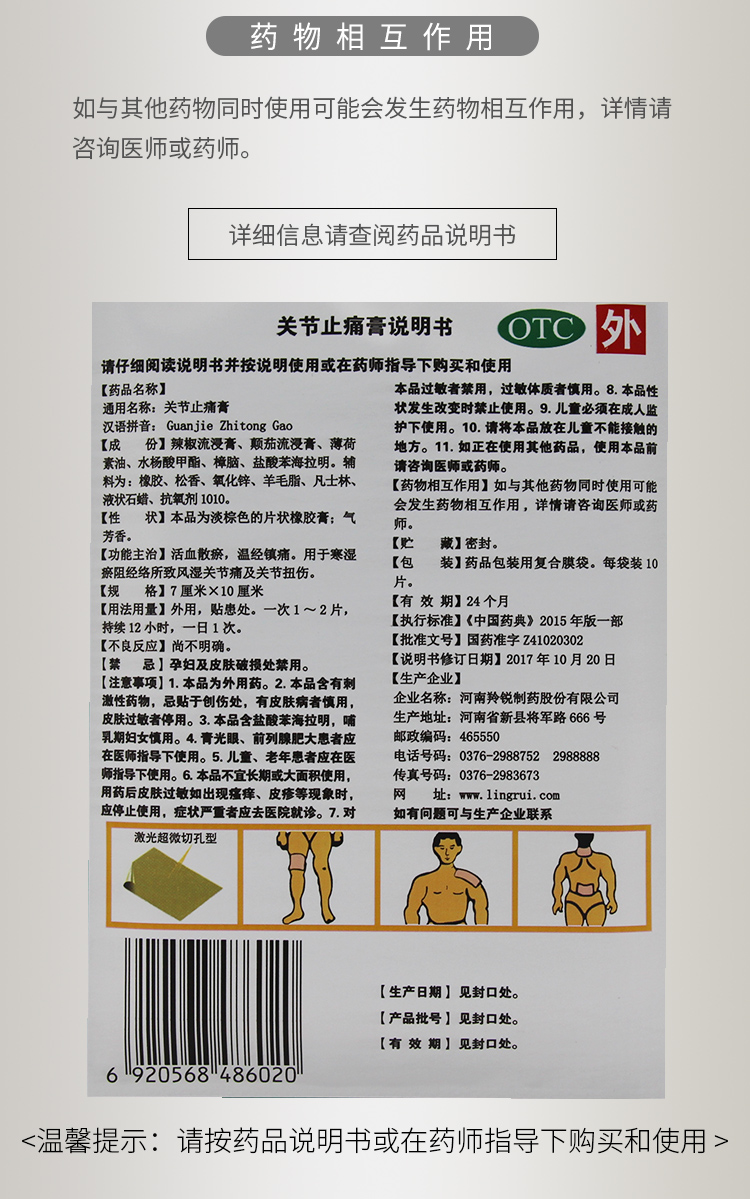 药物相互作用
如与其他药物同时使用可能会发生药物相互作用，详情请
咨询医师或药师。
详细信息请查阅药品说明书
关节止痛膏说明书
OTC
外
请仔细阅读说明书并按说明使用或在药师指导下购买和使用
【药品名称】
通用名称：关节止痛膏
汉语拼音：Guanjie Zhitong Gao
【成　份】辣椒流浸膏、颠茄流浸膏、薄荷
素油、水杨酸甲酯、樟脑、盐酸苯海拉明。辅
料为：橡胶、松香、氧化锌、羊毛脂、凡士林、
液状石蜡、抗氧剂1010。
【性　状】本品为淡棕色的片状橡胶膏；气
芳香。
【功能主治】活血散瘀，温经镇痛。用于寒湿
瘀阻经络所致风湿关节痛及关节扭伤。
【规　格】7厘米×10厘米
【用法用量】外用，贴患处。一次1～2片，
持续12小时，一日1次。
【不良反应】尚不明确。
【禁　忌】孕妇及皮肤破损处禁用。
【注意事项】1.本品为外用药。2.本品含有刺
激性药物，忌贴于创伤处，有皮肤病者慎用，
皮肤过敏者停用。3.本品含盐酸苯海拉明，哺
乳期妇女慎用。4.青光眼、前列腺肥大患者应
在医师指导下使用。5.儿童、老年患者应在医
师指导下使用。6.本品不宜长期或大面积使用，
用药后皮肤过敏如出现瘙痒、皮疹等现象时，
应停止使用，症状严重者应去医院就诊。7.对
本品过敏者禁用，过敏体质者慎用。8.本品性
状发生改变时禁止使用。9.儿童必须在成人监
护下使用。10.请将本品放在儿童不能接触的
地方。11.如正在使用其他药品，使用本品前
请咨询医师或药师。
【药物相互作用】如与其他药物同时使用可能
会发生药物相互作用，详情请咨询医师或药
师。
【贮　藏】密封。
【包　装】药品包装用复合膜袋。每袋装10
片。
【有 效 期】24个月
【执行标准】《中国药典》2015年版一部
【批准文号】国药准字Z41020302
【说明书修订日期】2017年10月20日
【生产企业】
企业名称：河南羚锐制药股份有限公司
生产地址：河南省新县将军路666号
邮政编码：465550
电话号码：0376-2988752 2988888
传真号码：0376-2983673
网　址：www.lingrui.com
如有问题可与生产企业联系
激光超微切孔型
6 920568 486020
【生产日期】见封口处。
【产品批号】见封口处。
【有 效 期】见封口处。
<温馨提示：请按药品说明书或在药师指导下购买和使用>